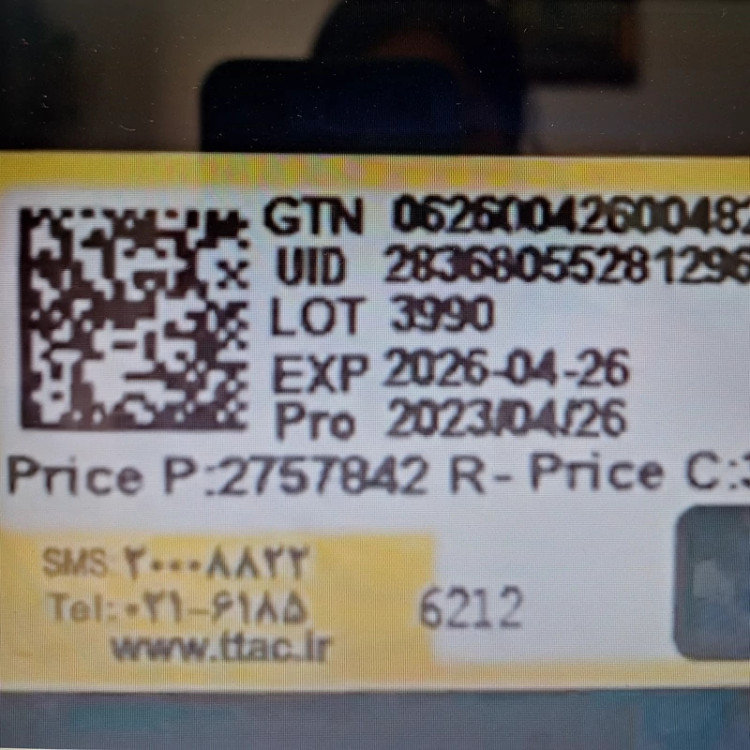 GTN 0626004260048
UID 28368055281296
LOT 3990
EXP 2026-04-26
Pro 2023/04/26
Price P:2757842 R- Price C:
SMS: ۲۰۰۰۸۸۲۲
Tel: ۰۲۱-۶۱۸۵
6212
www.ttac.ir